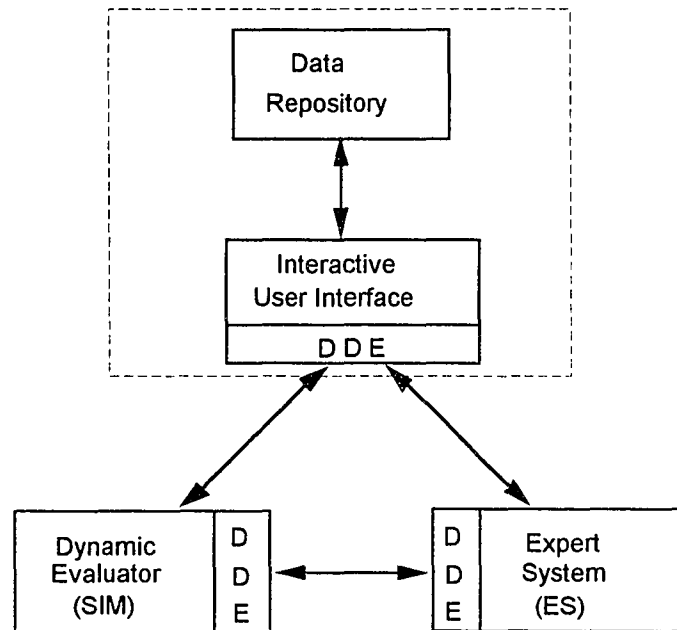 Data
Repository
Interactive
User Interface
D D E
Dynamic
Evaluator
(SIM)
D
D
E
D
D
E
Expert
System
(ES)